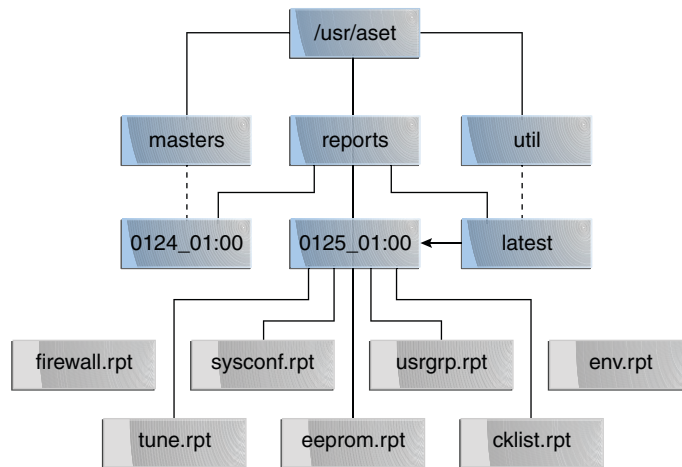 /usr/aset
masters
reports
util
0124_01:00
0125_01:00
latest
firewall.rpt
sysconf.rpt
usrgrp.rpt
env.rpt
tune.rpt
eeprom.rpt
cklist.rpt